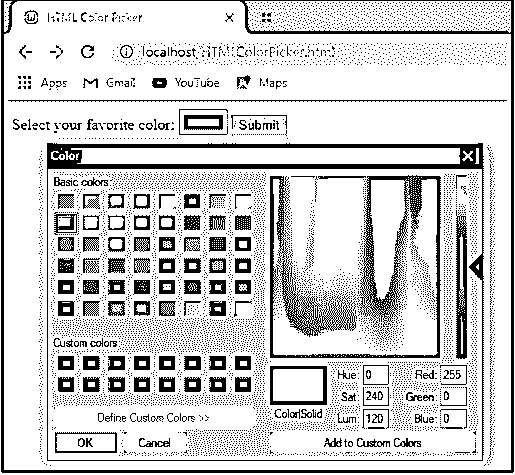 HTML Color Picker
localhost/HTMLColorPicker.html
Apps Gmail YouTube Maps
Select your favorite color: Submit
Color
Basic colors:
Custom colors:
Define Custom Colors >>
OK Cancel
Color|Solid
Hue: 0 Red: 255
Sat: 240 Green: 0
Lum: 120 Blue: 0
Add to Custom Colors